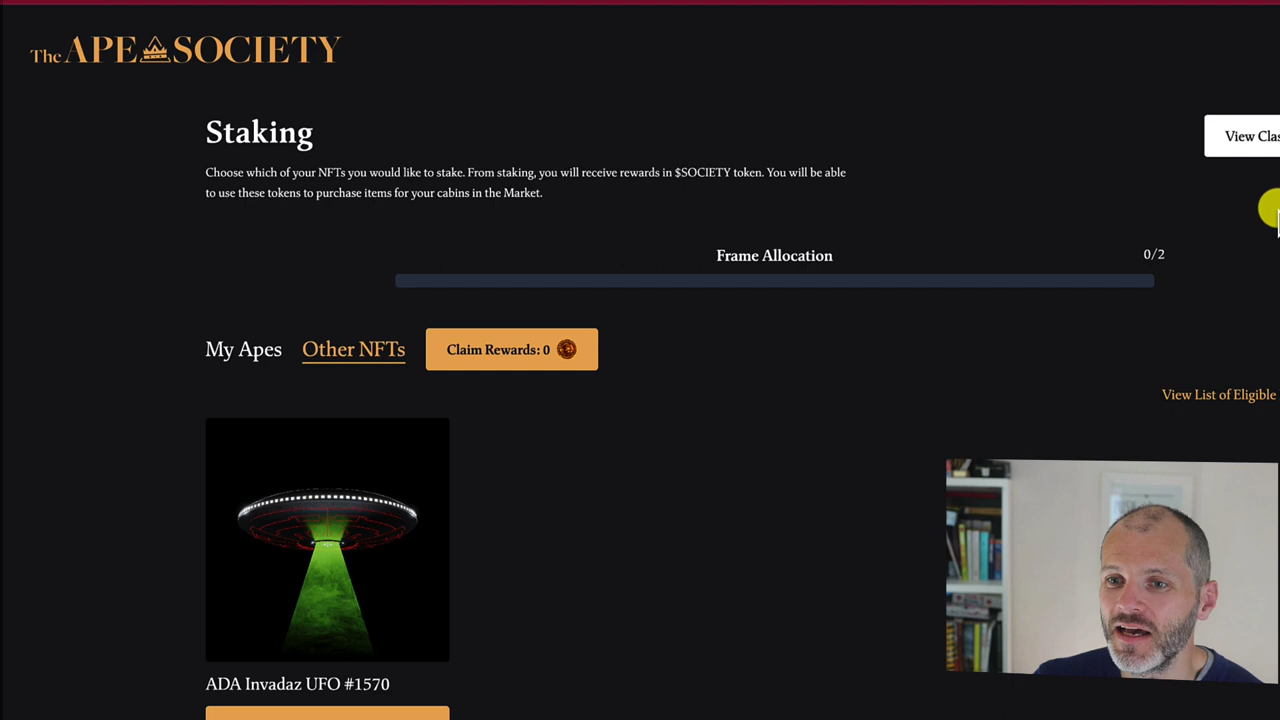 The APE SOCIETY
Staking
View Clas
Choose which of your NFTs you would like to stake. From staking, you will receive rewards in $SOCIETY token. You will be able
to use these tokens to purchase items for your cabins in the Market.
Frame Allocation
0/2
My Apes
Other NFTs
Claim Rewards: 0
View List of Eligible
ADA Invadaz UFO #1570